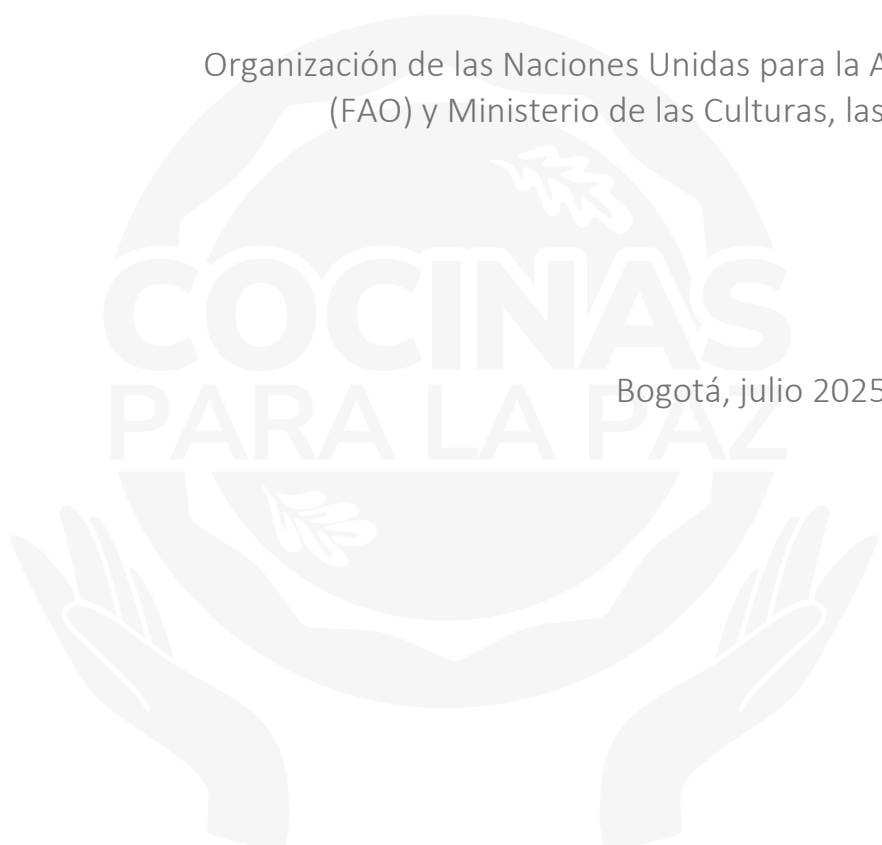 Organización de las Naciones Unidas para la
(FAO) y Ministerio de las Culturas, las
COCINAS
PARA LA PAZ
Bogotá, julio 2025